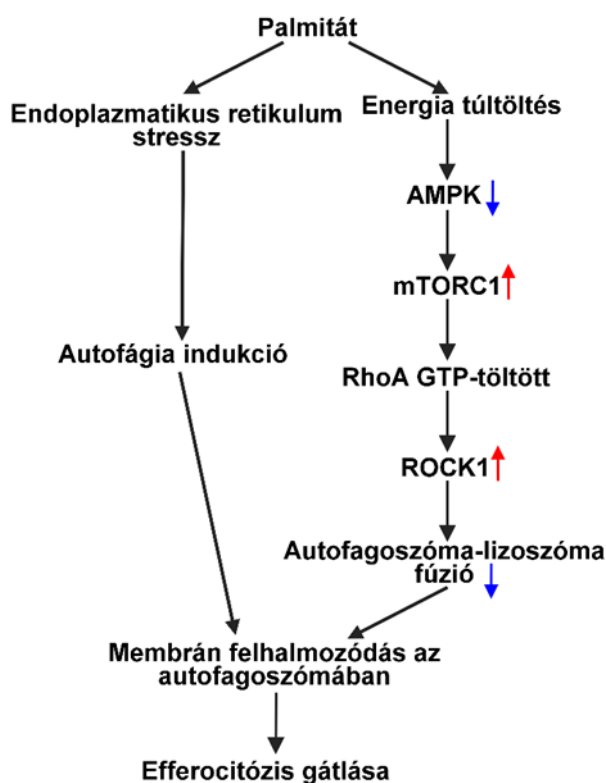 Palmitát
Endoplazmatikus retikulum
stressz
Energia túltöltés
AMPK
mTORC1
Autofágia indukció
RhoA GTP-töltött
ROCK1
Autofagoszóma-lizoszóma
fúzió
Membrán felhalmozódás az
autofagoszómában
Efferocitózis gátlása